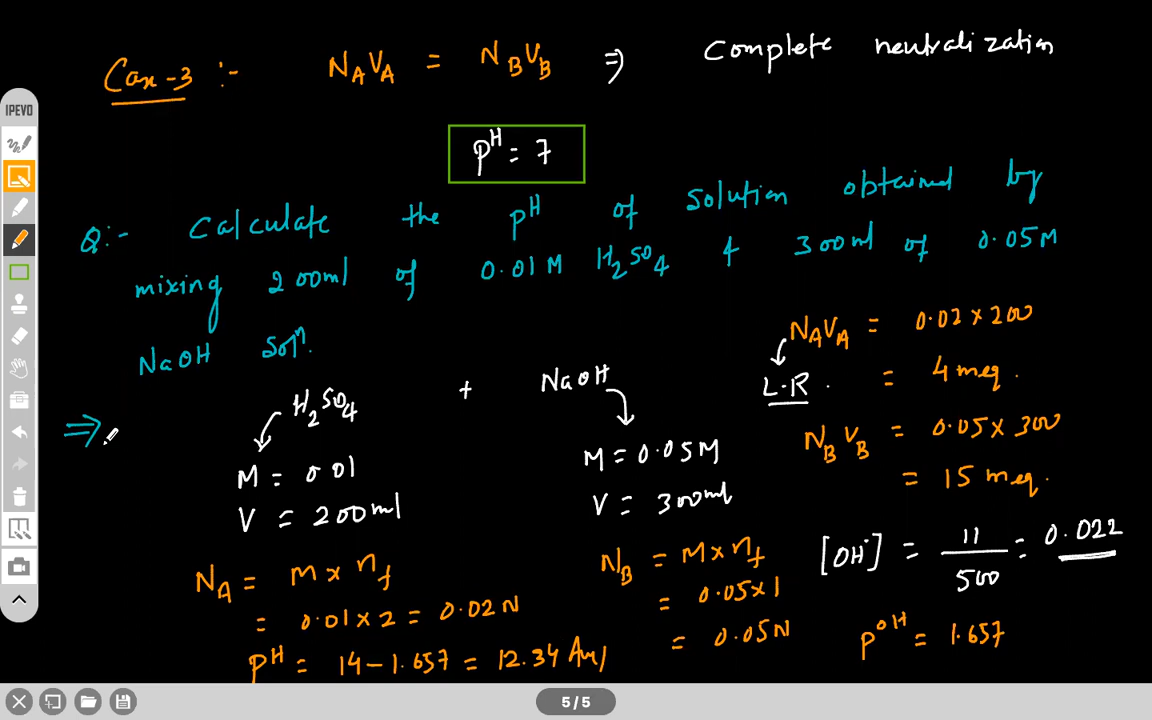 Case-3 :- NAVA = NBVB ⇒ Complete neutralization
IPEVO
pH = 7
Q:- Calculate the pH of solution obtained by
mixing 200ml of 0.01M H2SO4 & 300ml of 0.05M
NaOH soln.
⇒ H2SO4 + NaOH
M = 0.01
V = 200ml
NA = M x nf
= 0.01 x 2 = 0.02 N
M = 0.05M
V = 300ml
NB = M x nf
= 0.05 x 1
= 0.05N
NAVA = 0.02 x 200
L.R. = 4 meq.
NBVB = 0.05 x 300
= 15 meq.
[OH-] = 11/500 = 0.022
pOH = 1.657
pH = 14 - 1.657 = 12.34 Ans/
5/5